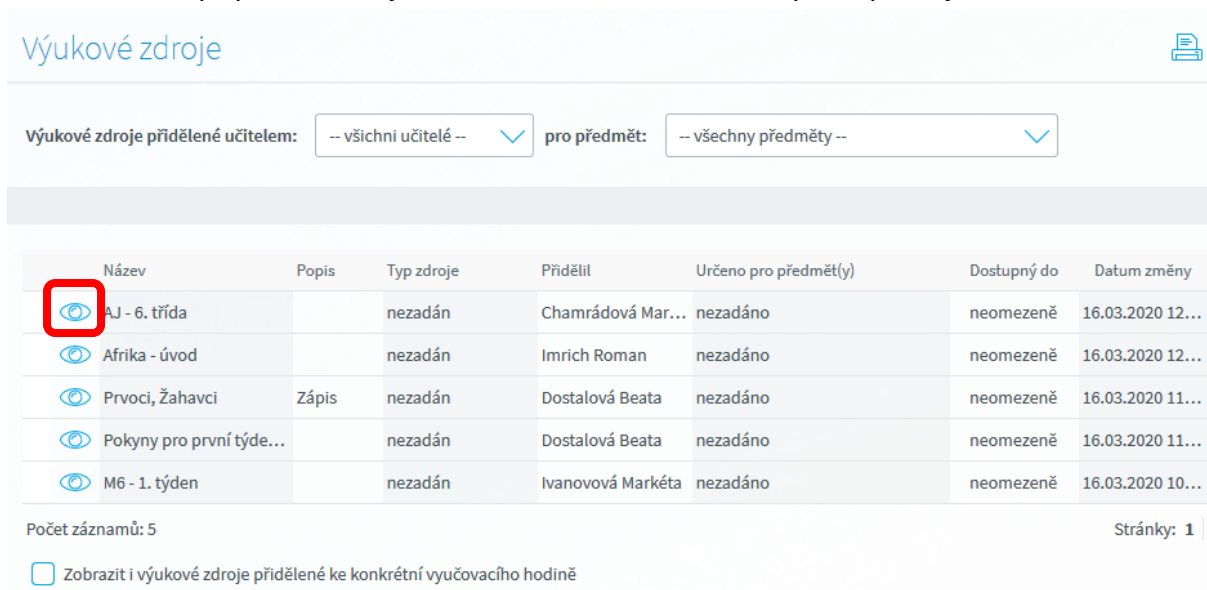 Výukové zdroje
Výukové zdroje přidělené učitelem: -- všichni učitelé -- pro předmět: -- všechny předměty --
Název Popis Typ zdroje Přidělil Určeno pro předmět(y) Dostupný do Datum změny
AJ - 6. třída nezadán Chamrádová Mar... nezadáno neomezeně 16.03.2020 12...
Afrika - úvod nezadán Imrich Roman nezadáno neomezeně 16.03.2020 12...
Prvoci, Žahavci Zápis nezadán Dostalová Beata nezadáno neomezeně 16.03.2020 11...
Pokyny pro první týde... nezadán Dostalová Beata nezadáno neomezeně 16.03.2020 11...
M6 - 1. týden nezadán Ivanovová Markéta nezadáno neomezeně 16.03.2020 10...
Počet záznamů: 5 Stránky: 1
Zobrazit i výukové zdroje přidělené ke konkrétní vyučovacího hodině